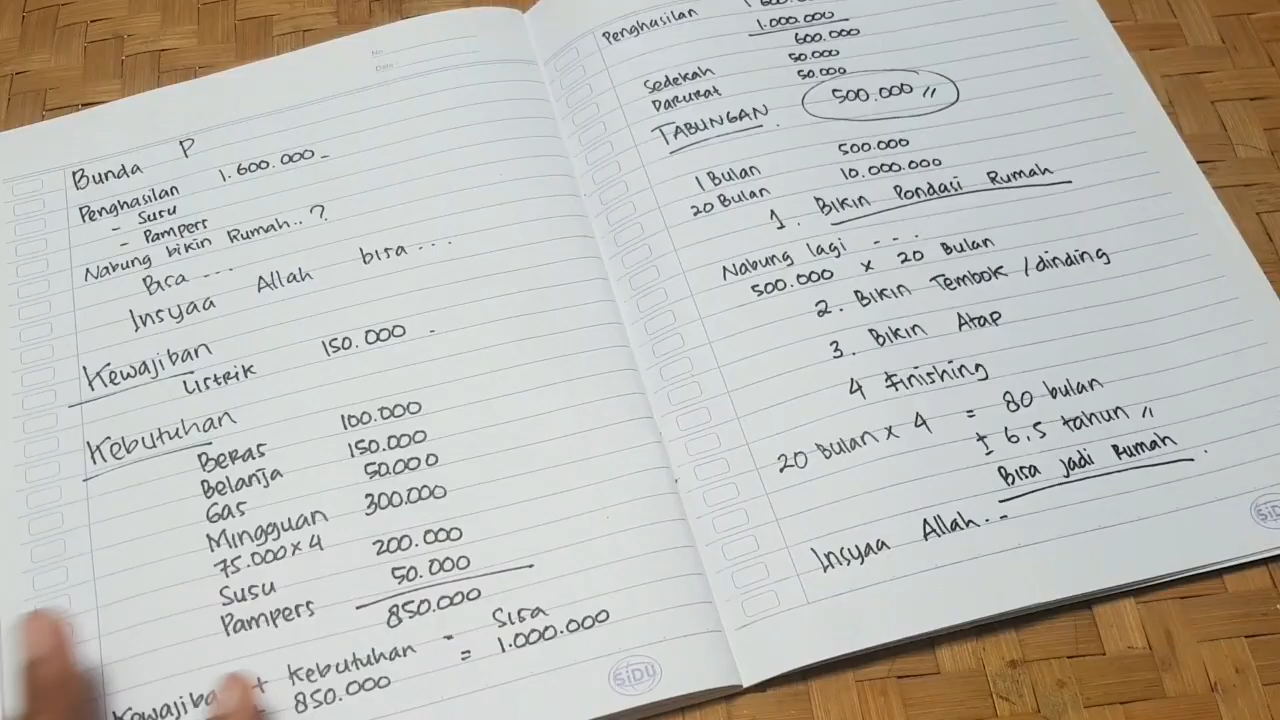 Bunda P
Penghasilan 1.600.000_
- Susu
- Pampers
Nabung bikin Rumah..?
Bisa ...
Insyaa Allah bisa ...
Kewajiban
Listrik 150.000 -
Kebutuhan
Beras 100.000
Belanja 150.000
Gas 50.000
Mingguan 300.000
75.000 x 4
Susu 200.000
Pampers 50.000
850.000
+ Kebutuhan = Sisa
850.000 = 1.000.000
SiDU
No
Date
Penghasilan
1.000.000
600.000
Sedekah 50.000
Darurat 50.000
TABUNGAN. 500.000 //
1 Bulan 500.000
20 Bulan 10.000.000
1. Bikin Pondasi Rumah
Nabung lagi ...
500.000 x 20 Bulan
2. Bikin Tembok / dinding
3. Bikin Atap
4 Finishing
20 Bulan x 4 = 80 bulan
± 6,5 tahun //
Bisa jadi Rumah.
Insyaa Allah...